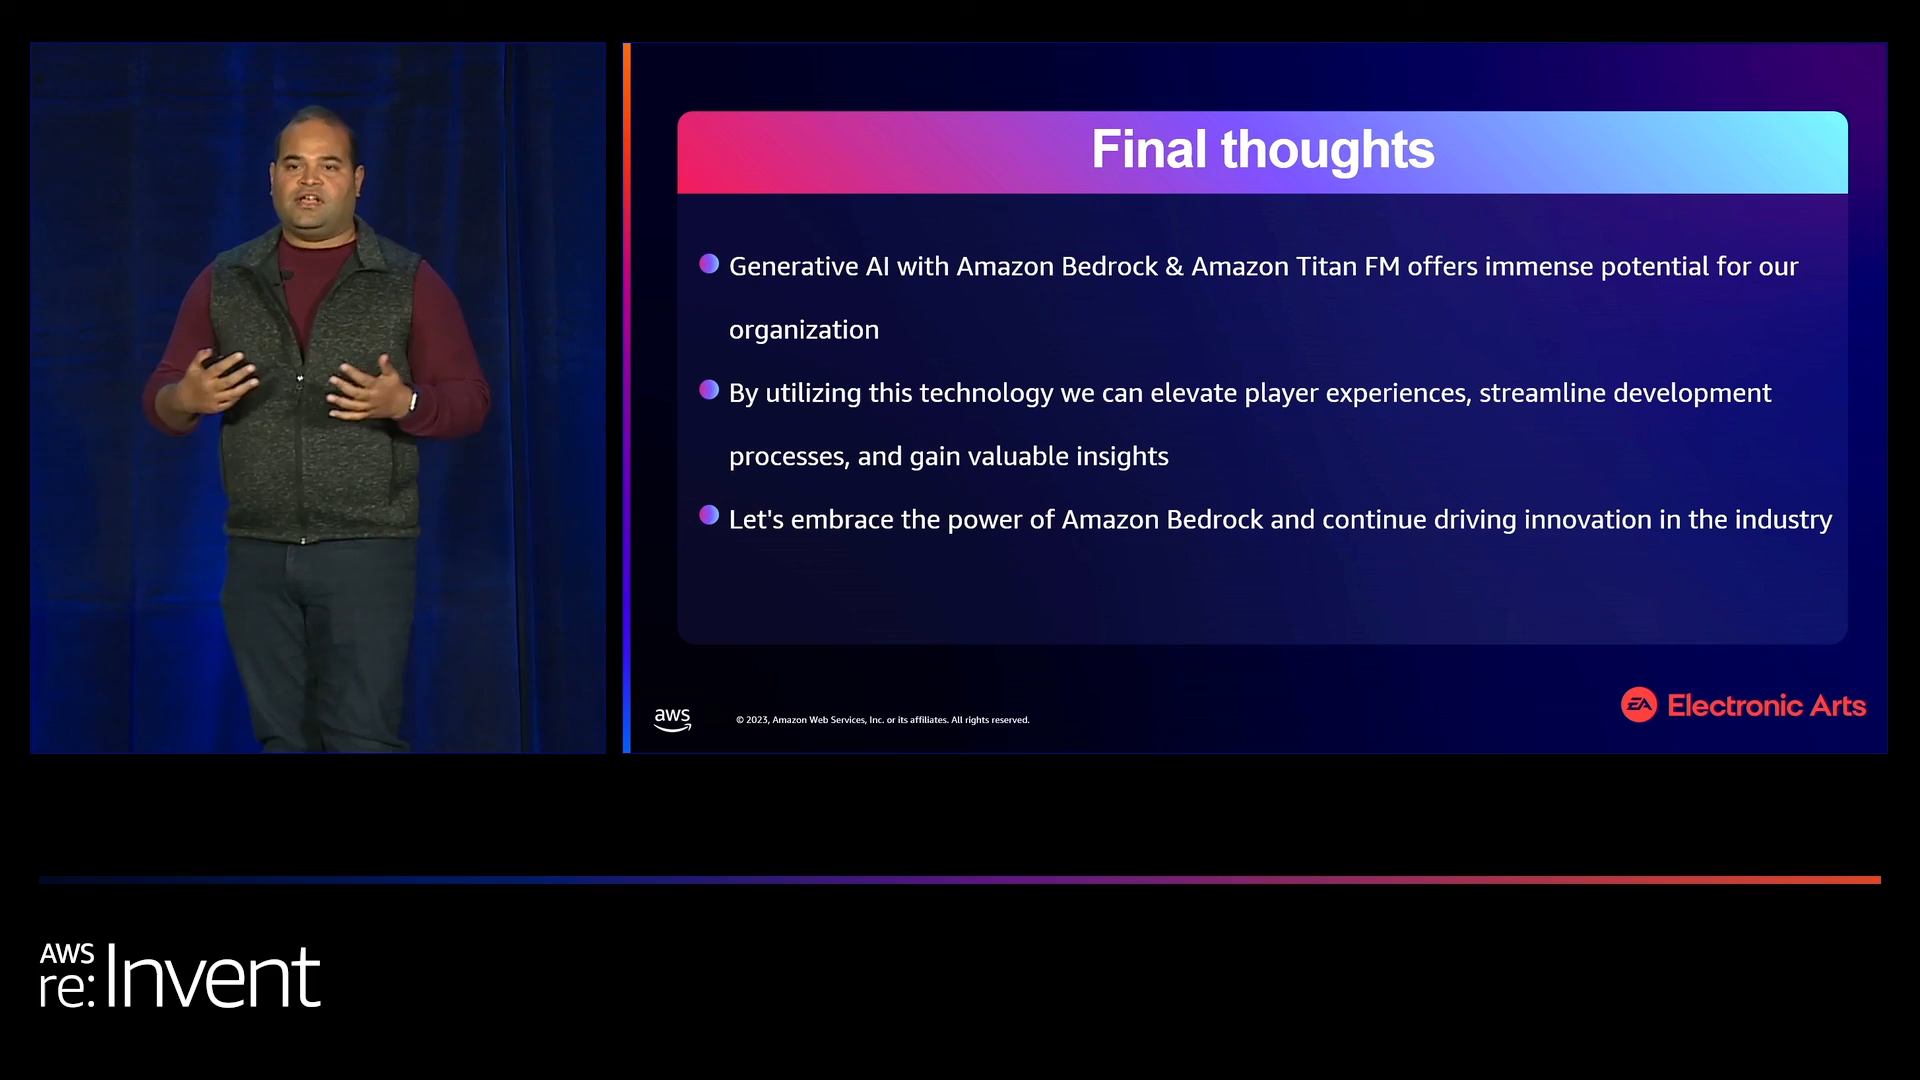 Final thoughts
Generative AI with Amazon Bedrock & Amazon Titan FM offers immense potential for our
organization
By utilizing this technology we can elevate player experiences, streamline development
processes, and gain valuable insights
Let's embrace the power of Amazon Bedrock and continue driving innovation in the industry
aws
© 2023, Amazon Web Services, Inc. or its affiliates. All rights reserved.
EA Electronic Arts
AWS
re:Invent